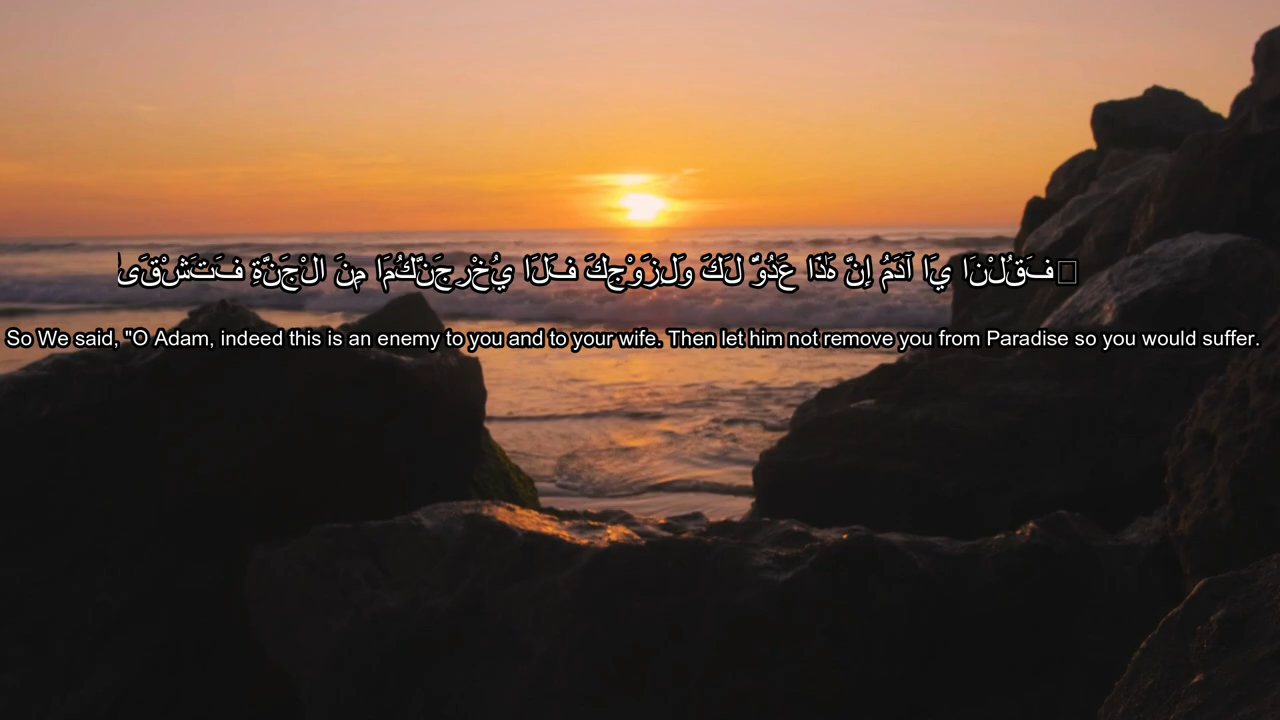 فَقُلْنَا يَا آدَمُ إِنَّ هَٰذَا عَدُوٌّ لَّكَ وَلِزَوْجِكَ فَلَا يُخْرِجَنَّكُمَا مِنَ الْجَنَّةِ فَتَشْقَىٰ
So We said, "O Adam, indeed this is an enemy to you and to your wife. Then let him not remove you from Paradise so you would suffer.